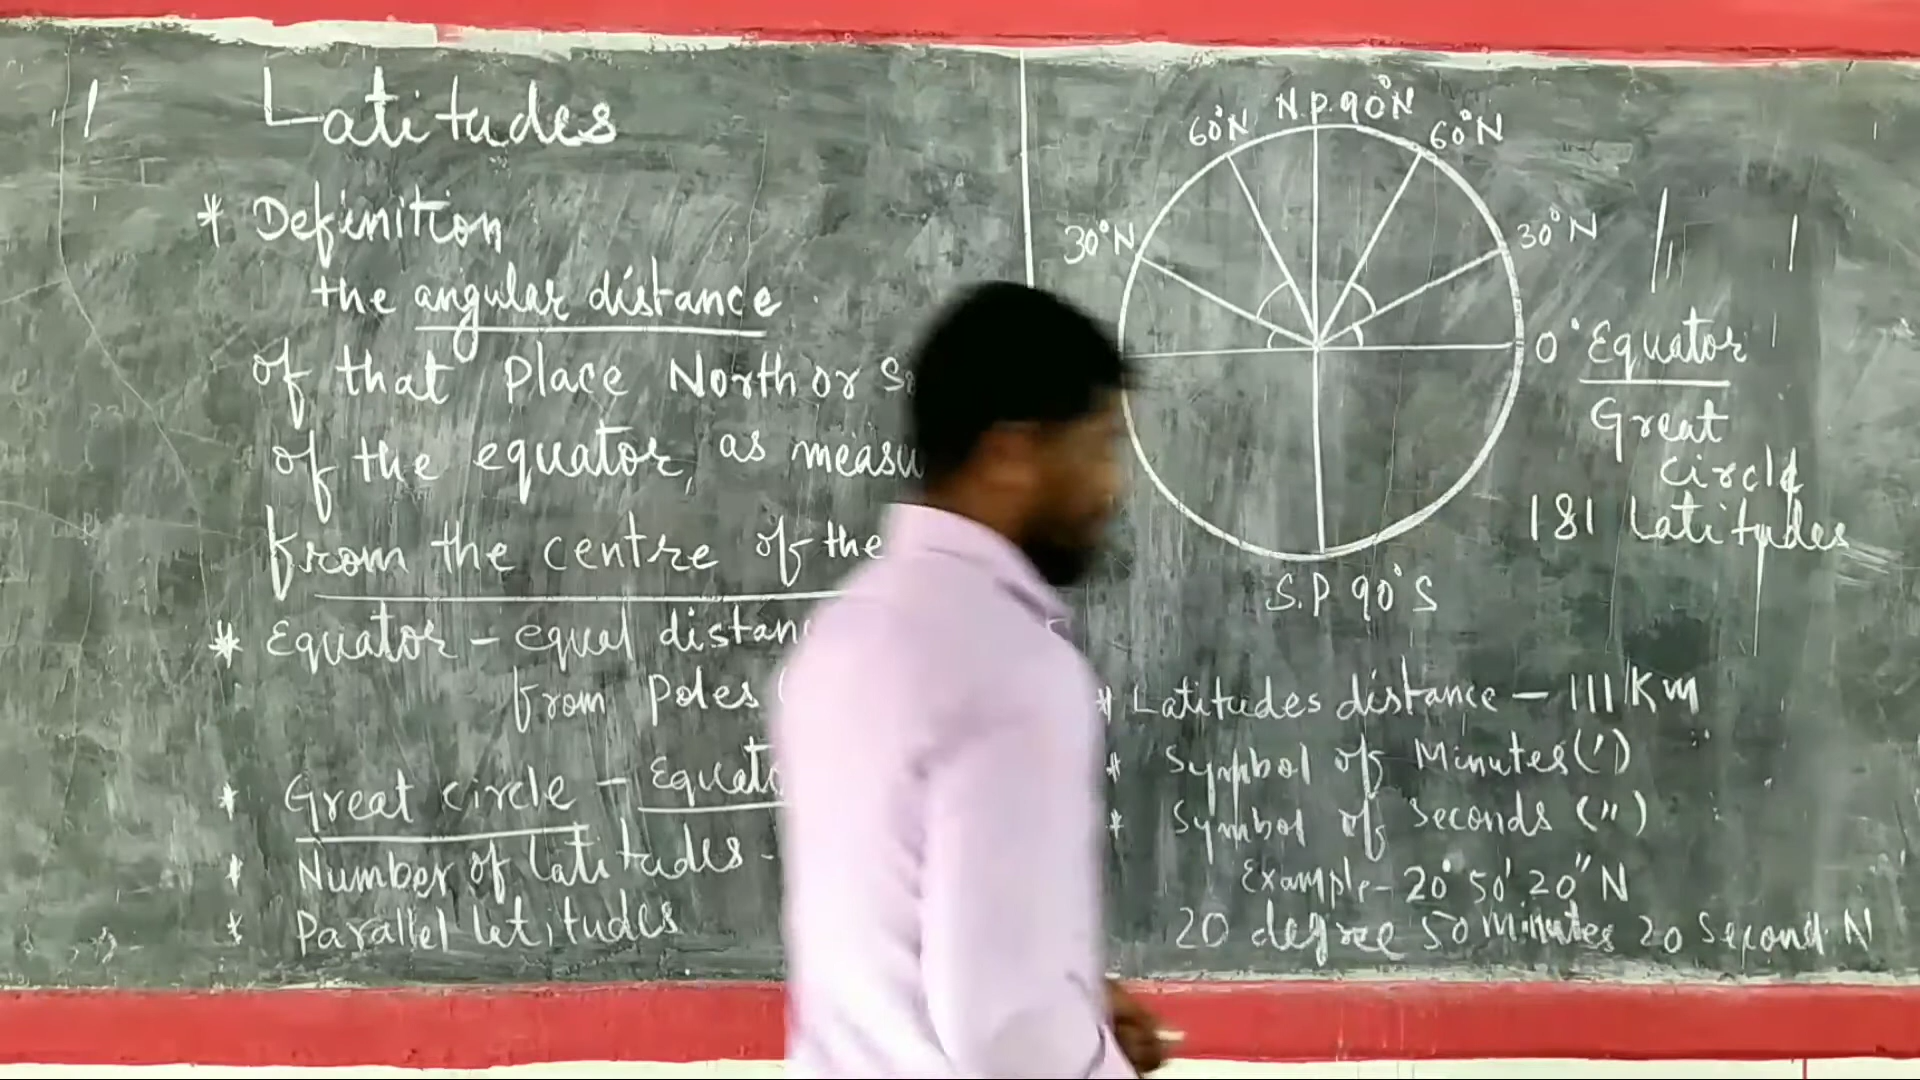 Latitudes
* Definition
the angular distance
of that Place North or
of the equator, as
from the centre of the
* Equator - equal
from Poles
* Great circle -
* Number of latitudes -
* Parallel latitudes
N.P. 90°N
60°N
60°N
30°N
30°N
0° Equator
Great
circle
181 Latitudes
S.P 90°S
* Latitudes distance - 111 Km
* Symbol of Minutes (')
* Symbol of Seconds (")
Example - 20° 50' 20" N
20 degree 50 Minutes 20 Second N